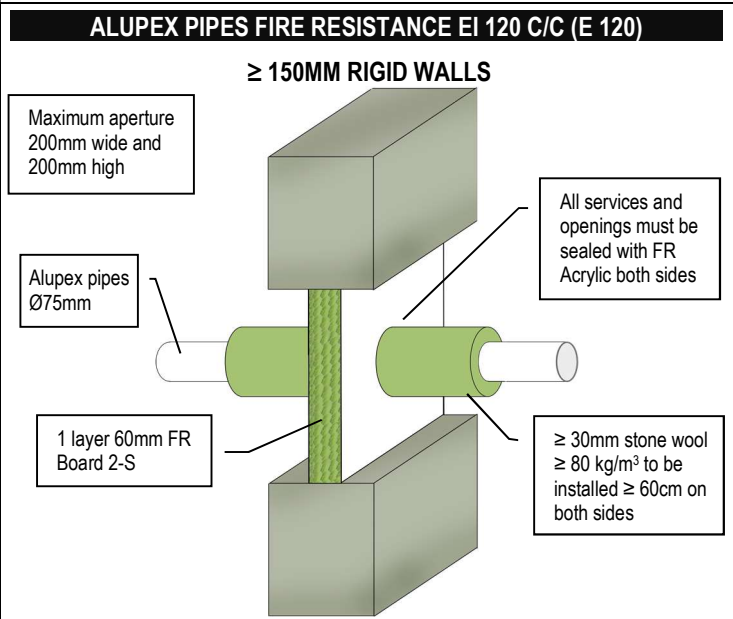 ALUPEX PIPES FIRE RESISTANCE EI 120 C/C (E 120)
≥ 150MM RIGID WALLS
Maximum aperture
200mm wide and
200mm high
All services and
openings must be
sealed with FR
Acrylic both sides
Alupex pipes
Ø75mm
1 layer 60mm FR
Board 2-S
≥ 30mm stone wool
≥ 80 kg/m³ to be
installed ≥ 60cm on
both sides